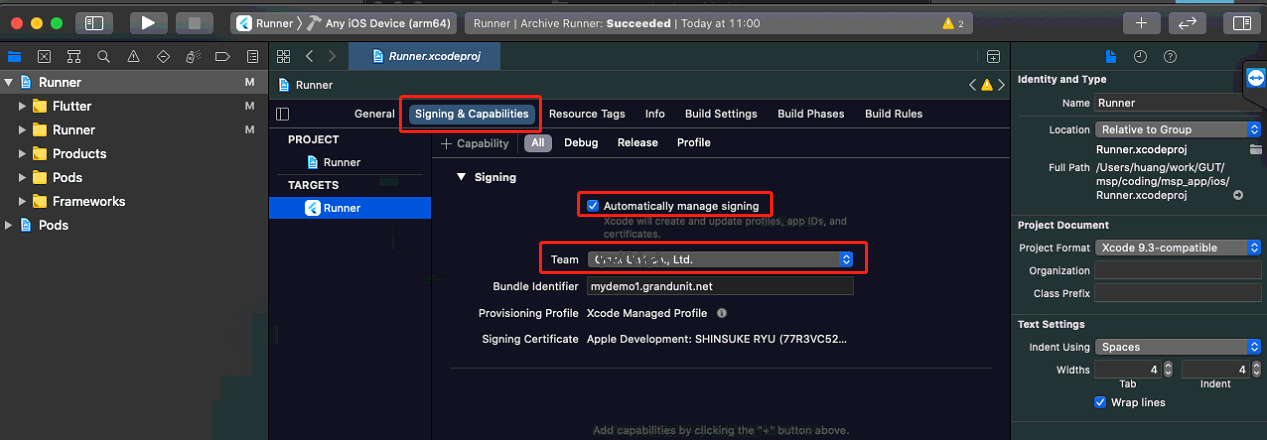 Runner
Any iOS Device (arm64)
Runner | Archive Runner: Succeeded | Today at 11:00
2
Runner
M
Flutter
M
Runner
M
Products
Pods
Frameworks
Pods
Runner.xcodeproj
Runner
General
Signing & Capabilities
Resource Tags
Info
Build Settings
Build Phases
Build Rules
PROJECT
Runner
TARGETS
Runner
+ Capability
All
Debug
Release
Profile
Signing
Automatically manage signing
Xcode will create and update profiles, app IDs, and
certificates.
Team
Ltd.
Bundle Identifier
mydemo1.grandunit.net
Provisioning Profile
Xcode Managed Profile
Signing Certificate
Apple Development: SHINSUKE RYU (77R3VC52...
Add capabilities by clicking the "+" button above.
Identity and Type
Name
Runner
Location
Relative to Group
Runner.xcodeproj
Full Path
/Users/huang/work/GUT/
msp/coding/msp_app/ios/
Runner.xcodeproj
Project Document
Project Format
Xcode 9.3-compatible
Organization
Class Prefix
Text Settings
Indent Using
Spaces
Widths
4
4
Tab
Indent
Wrap lines